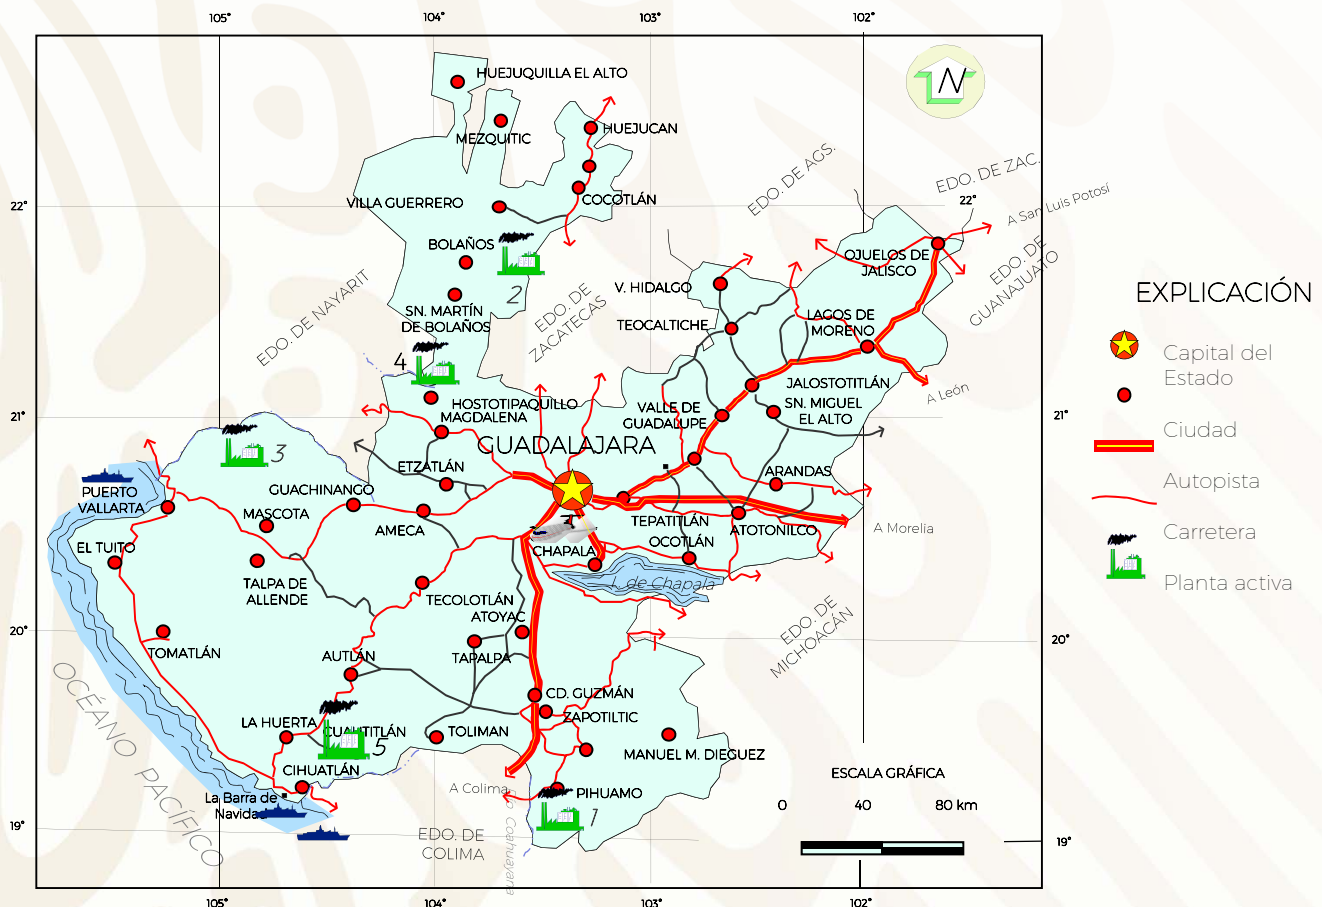 105°
104°
103°
102°
N
HUEJUQUILLA EL ALTO
MEZQUITIC
HUEJUCAN
EDO. DE AGS.
EDO. DE ZAC.
22°
VILLA GUERRERO
COCOTLÁN
22°
A San Luis Potosí
BOLAÑOS
2
OJUELOS DE
JALISCO
EDO. DE
GUANAJUATO
EDO. DE NAYARIT
V. HIDALGO
EXPLICACIÓN
SN. MARTÍN
DE BOLAÑOS
EDO. DE
ZACATECAS
TEOCALTICHE
LAGOS DE
MORENO
4
Capital del
Estado
A León
HOSTOTIPAQUILLO
MAGDALENA
VALLE DE
GUADALUPE
JALOSTOTITLÁN
SN. MIGUEL
EL ALTO
21°
21°
Ciudad
3
GUADALAJARA
ETZATLÁN
ARANDAS
Autopista
PUERTO
VALLARTA
GUACHINANGO
MASCOTA
AMECA
TEPATITLÁN
ATOTONILCO
A Morelia
Carretera
EL TUITO
OCOTLÁN
CHAPALA
L. de Chapala
Planta activa
TALPA DE
ALLENDE
TECOLOTLÁN
ATOYAC
EDO. DE
MICHOACÁN
20°
20°
TOMATLÁN
AUTLÁN
TAPALPA
OCÉANO PACÍFICO
CD. GUZMÁN
ZAPOTILTIC
LA HUERTA
CUAUTITLÁN
5
TOLIMAN
MANUEL M. DIEGUEZ
CIHUATLÁN
ESCALA GRÁFICA
La Barra de
Navidad
A Colima
PIHUAMO
1
0 40 80 km
19°
EDO. DE
COLIMA
Río Coahuayana
19°
105°
104°
103°
102°